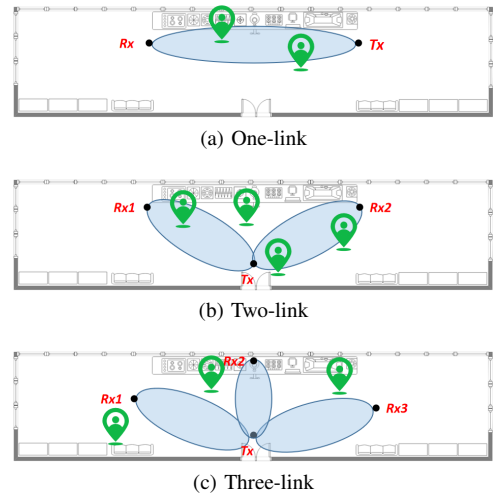 Rx Tx
(a) One-link
Rx1 Rx2
Tx
(b) Two-link
Rx2
Rx1 Rx3
Tx
(c) Three-link